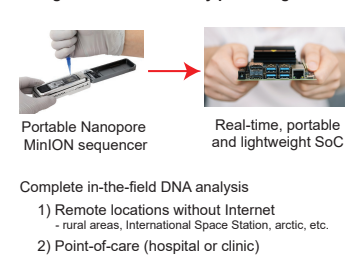 Portable Nanopore
MinION sequencer
Real-time, portable
and lightweight SoC
Complete in-the-field DNA analysis
1) Remote locations without Internet
- rural areas, International Space Station, arctic, etc.
2) Point-of-care (hospital or clinic)